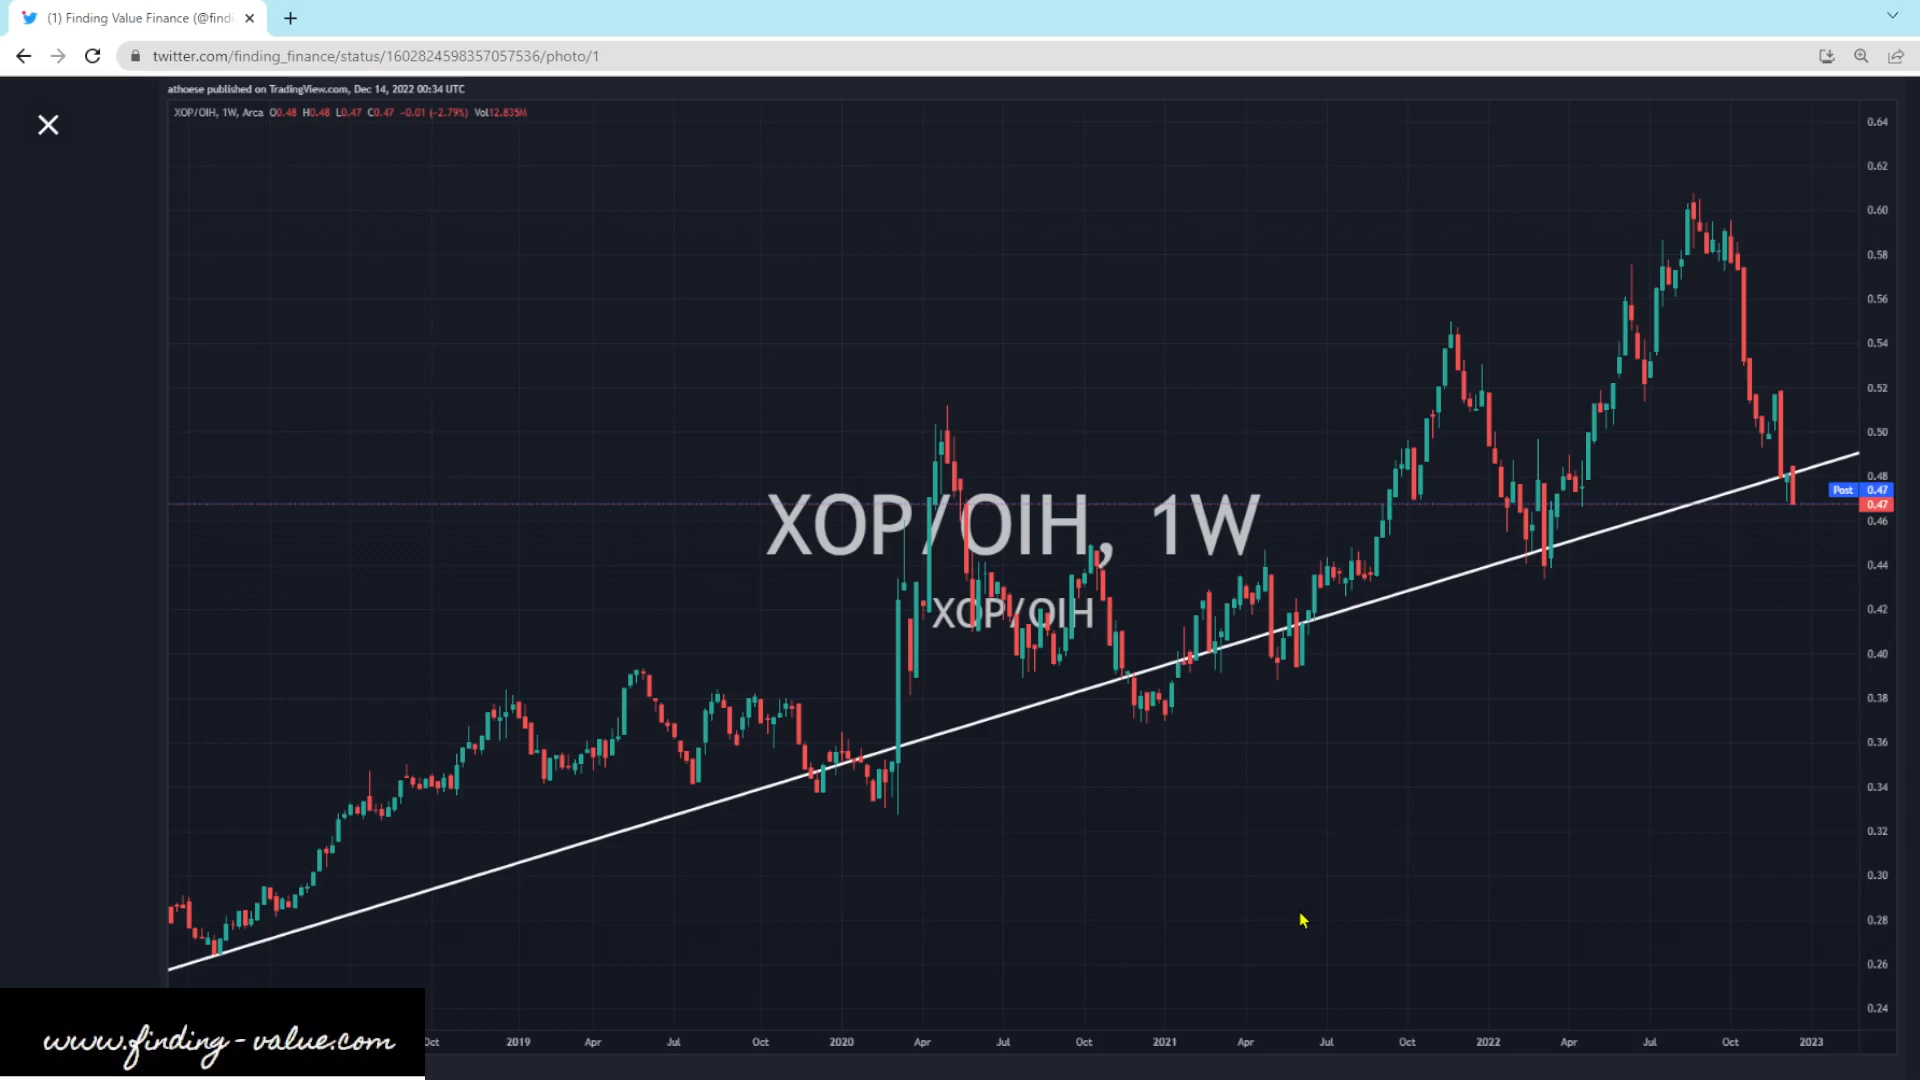 (1) Finding Value Finance (@findi
twitter.com/finding_finance/status/1602824598357057536/photo/1
athoese published on TradingView.com, Dec 14, 2022 00:34 UTC
XOP/OIH, 1W, Arca O0.48 H0.48 L0.47 C0.47 −0.01 (−2.79%) Vol12.835M
0.64
0.62
0.60
0.58
0.56
0.54
0.52
0.50
0.48
Post 0.47
0.47
0.46
0.44
0.42
0.40
0.38
0.36
0.34
0.32
0.30
0.28
0.26
0.24
XOP/OIH, 1W
XOP/OIH
Oct 2019 Apr Jul Oct 2020 Apr Jul Oct 2021 Apr Jul Oct 2022 Apr Jul Oct 2023
www.finding-value.com